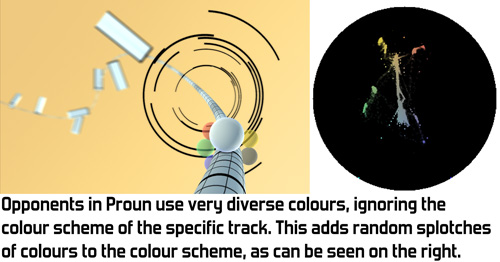 Opponents in Proun use very diverse colours, ignoring the
colour scheme of the specific track. This adds random splotches
of colours to the colour scheme, as can be seen on the right.